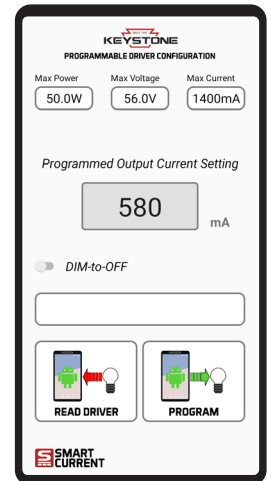 KEYSTONE
PROGRAMMABLE DRIVER CONFIGURATION
Max Power Max Voltage Max Current
50.0W 56.0V 1400mA
Programmed Output Current Setting
580
mA
DIM-to-OFF
READ DRIVER PROGRAM
SMART
CURRENT